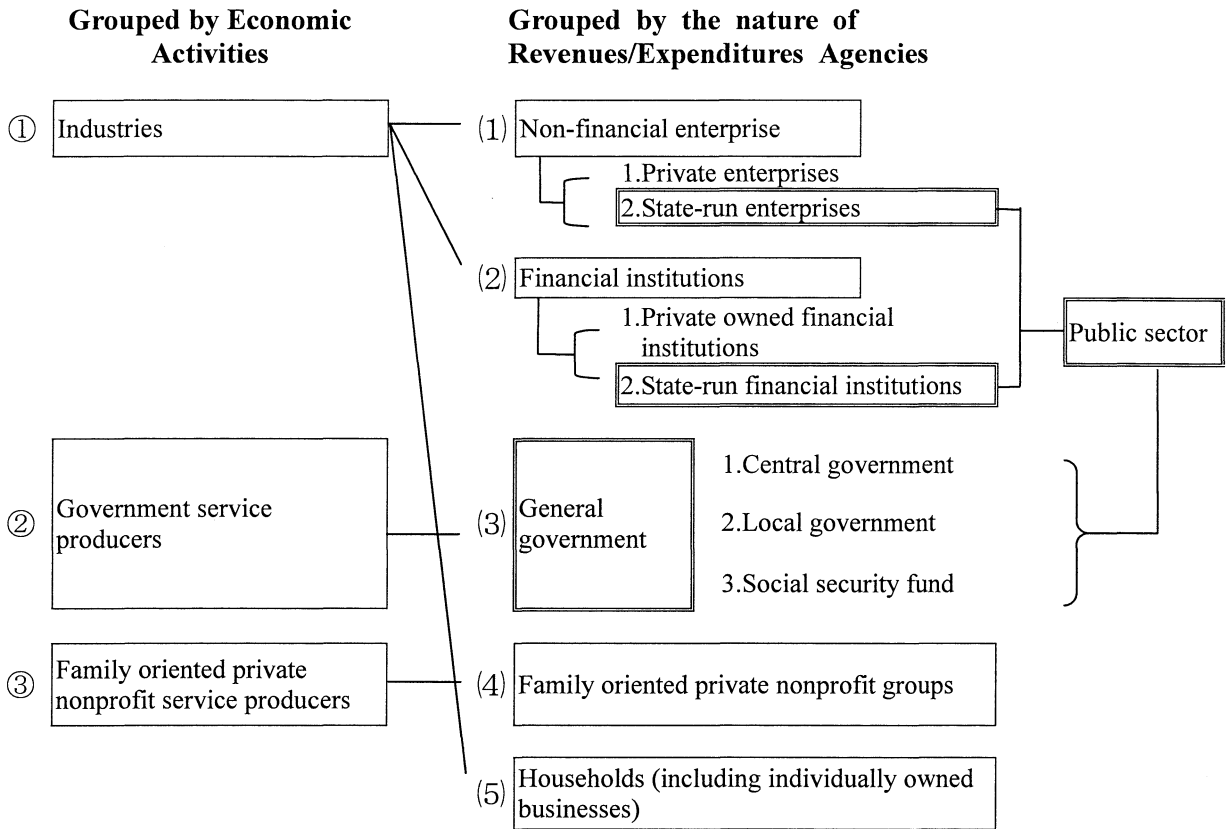 Grouped by Economic
Activities
Grouped by the nature of
Revenues/Expenditures Agencies
① Industries
(1) Non-financial enterprise
1.Private enterprises
2.State-run enterprises
(2) Financial institutions
1.Private owned financial
institutions
2.State-run financial institutions
Public sector
② Government service
producers
(3) General
government
1.Central government
2.Local government
3.Social security fund
③ Family oriented private
nonprofit service producers
(4) Family oriented private nonprofit groups
(5) Households (including individually owned
businesses)